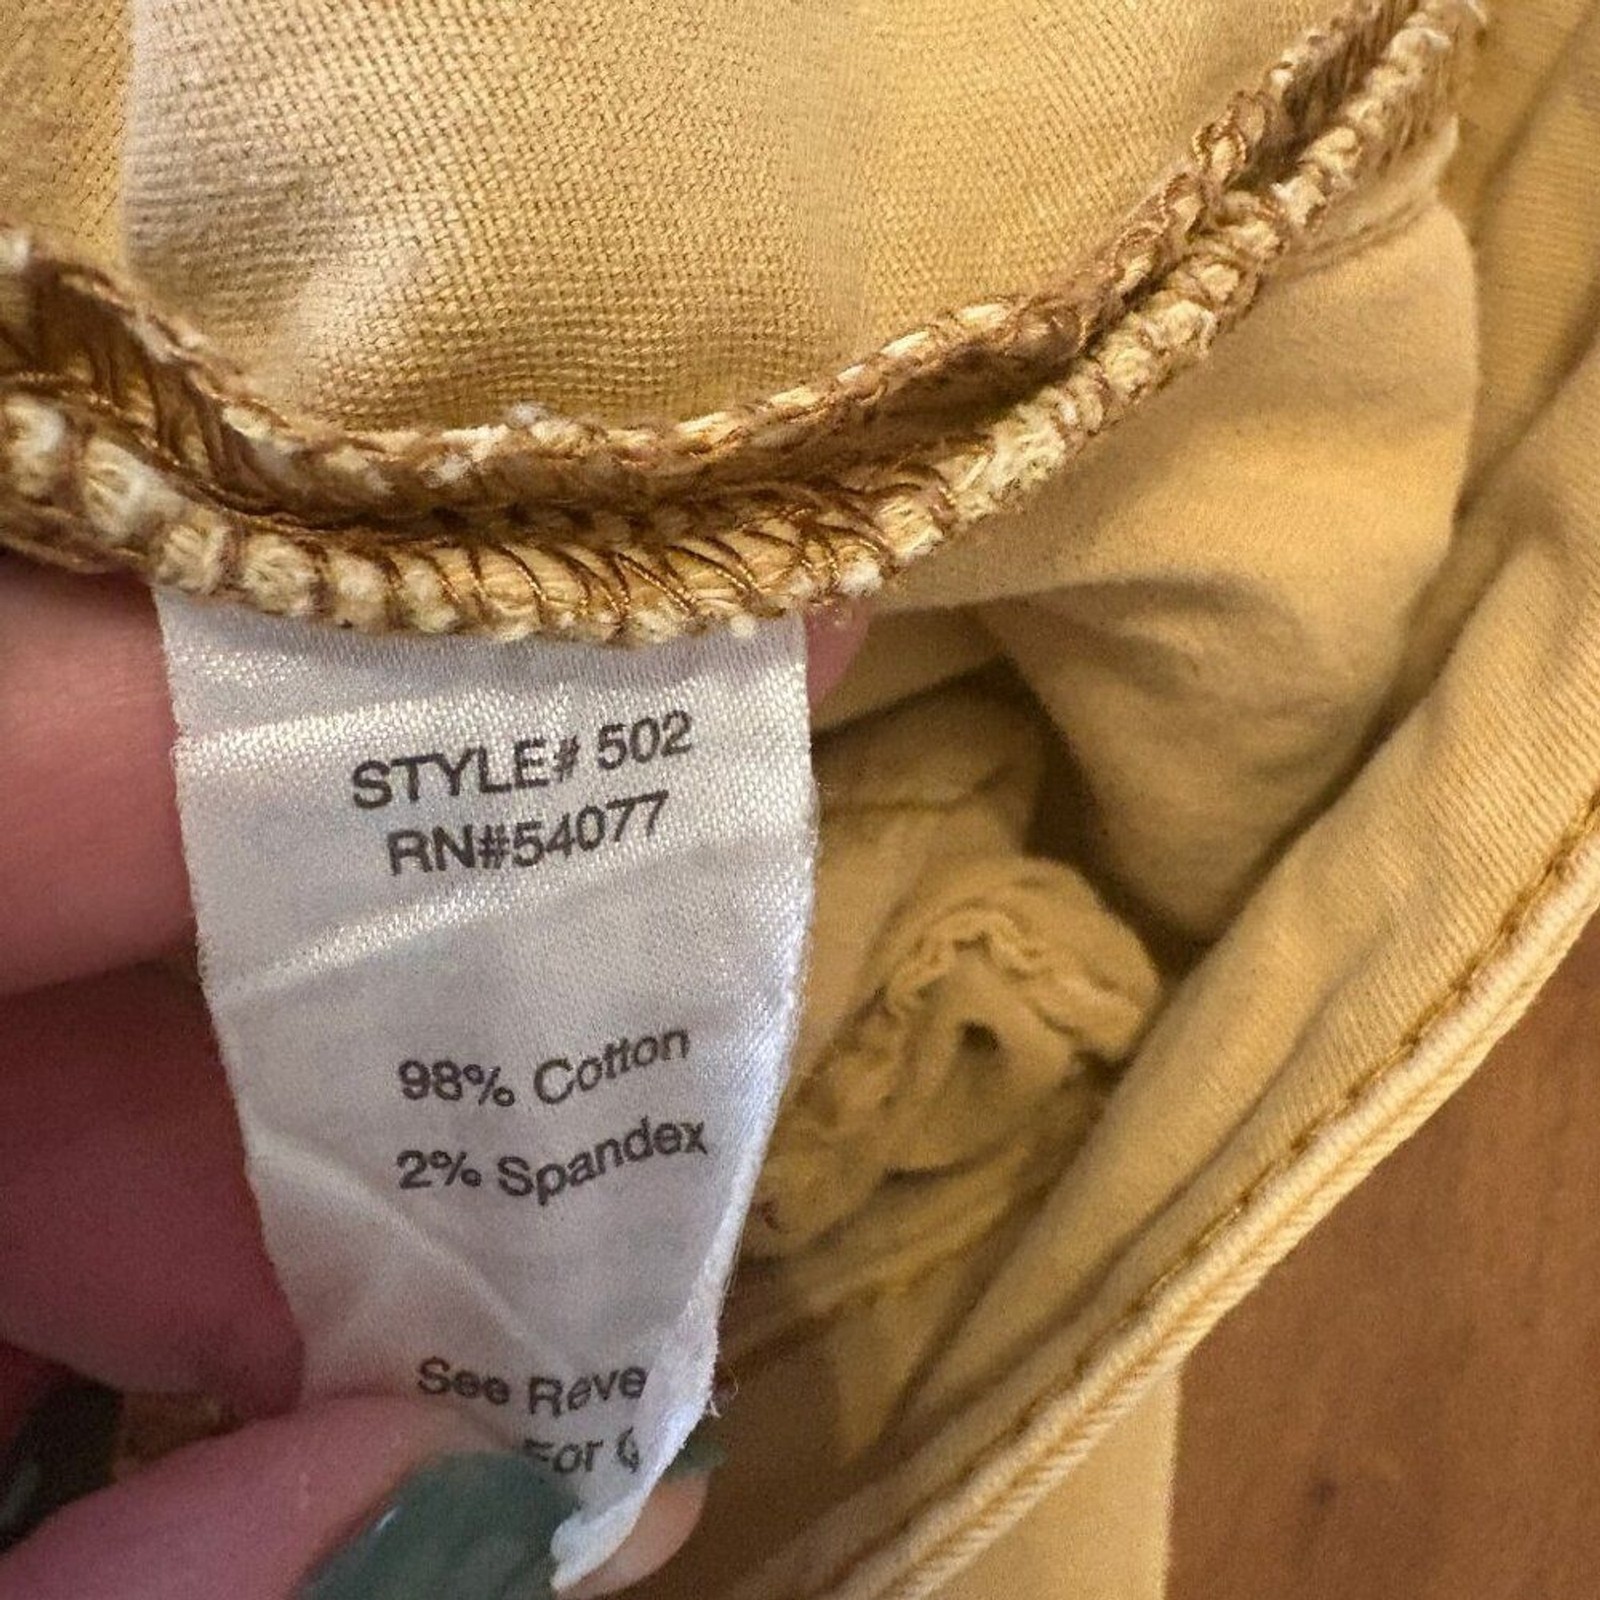 STYLE# 502
RN#54077
98% Cotton
2% Spandex
See Reve
For